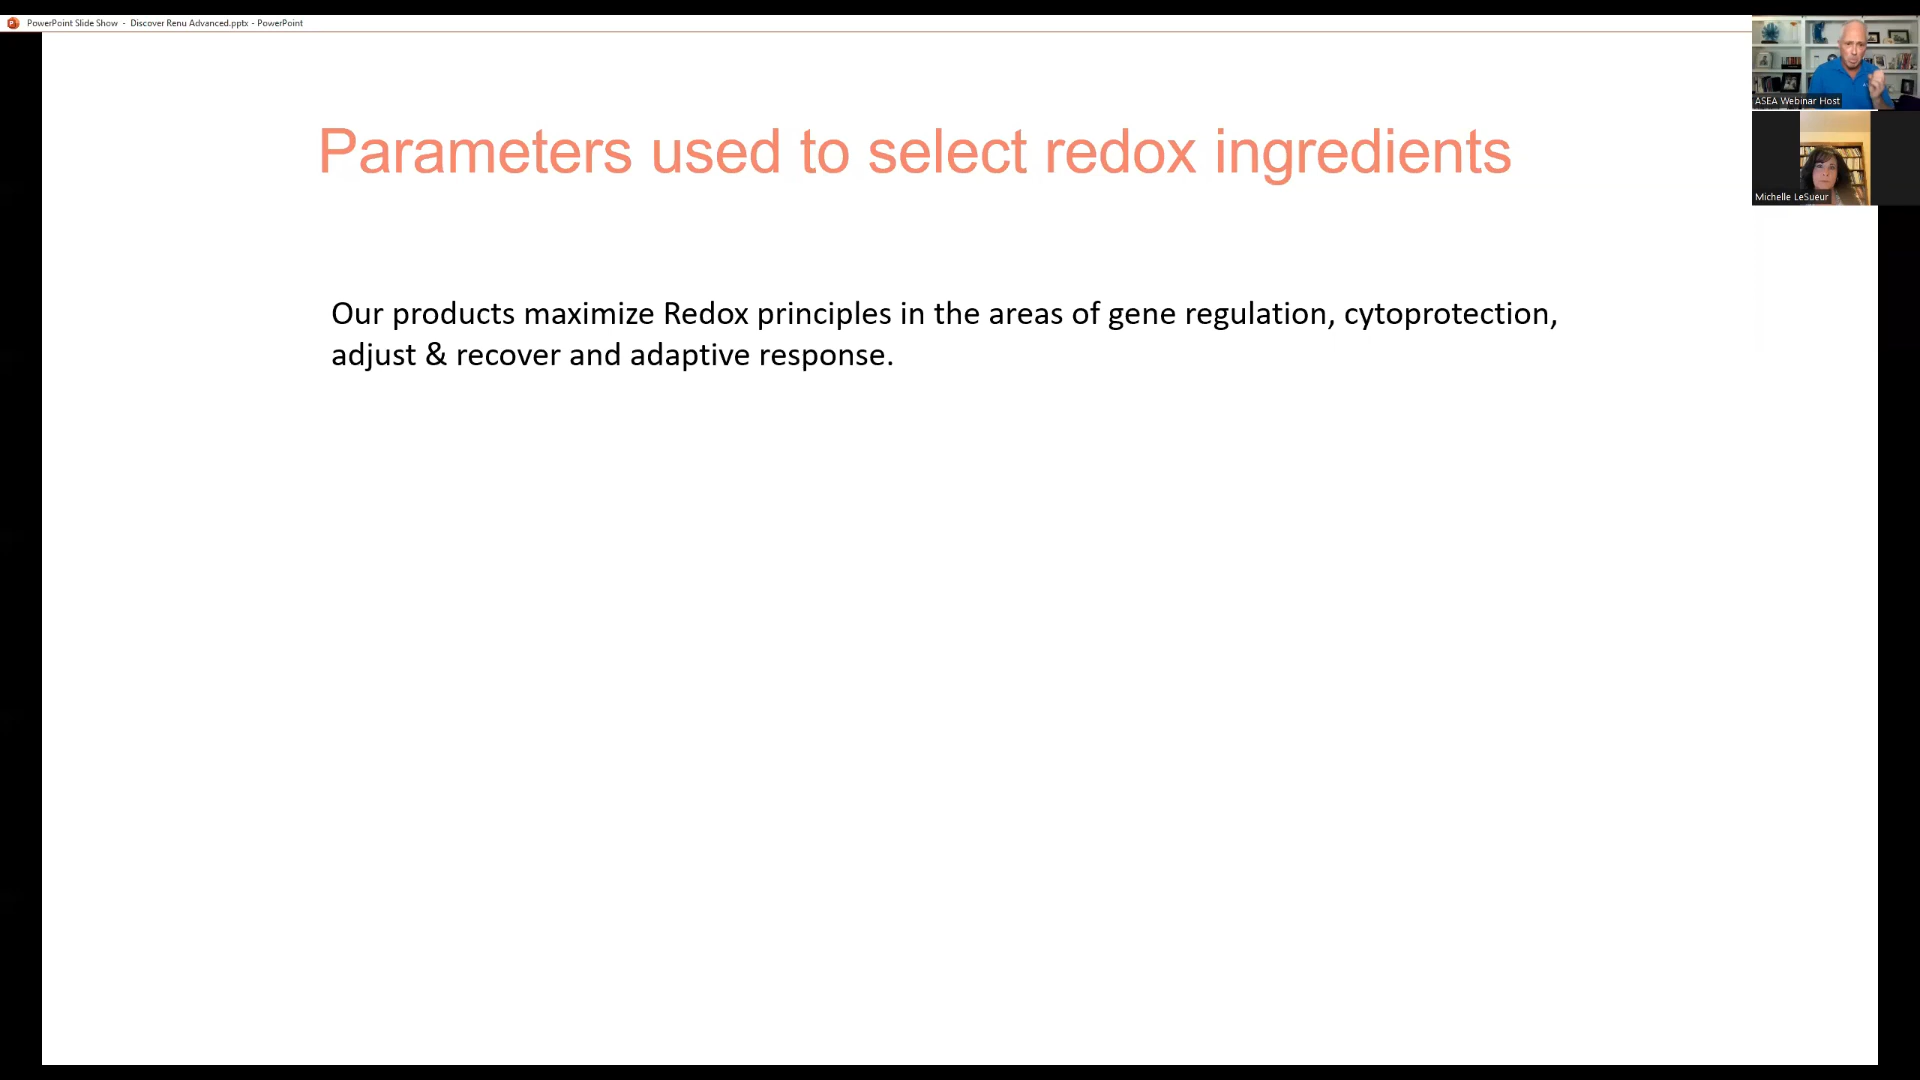 PowerPoint Slide Show - Discover Renu Advanced.pptx - PowerPoint
ASEA Webinar Host
Michelle LeSueur
Parameters used to select redox ingredients
Our products maximize Redox principles in the areas of gene regulation, cytoprotection,
adjust & recover and adaptive response.